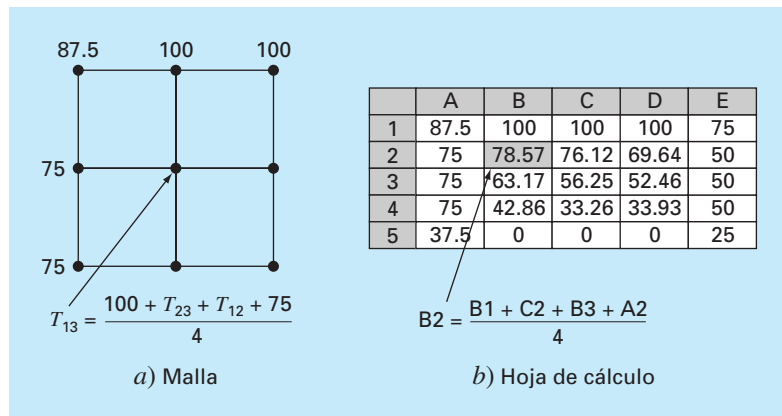 87.5 100 100
75
75
T13 = 100 + T23 + T12 + 75
4
a) Malla
A B C D E
1 87.5 100 100 100 75
2 75 78.57 76.12 69.64 50
3 75 63.17 56.25 52.46 50
4 75 42.86 33.26 33.93 50
5 37.5 0 0 0 25
B2 = B1 + C2 + B3 + A2
4
b) Hoja de cálculo